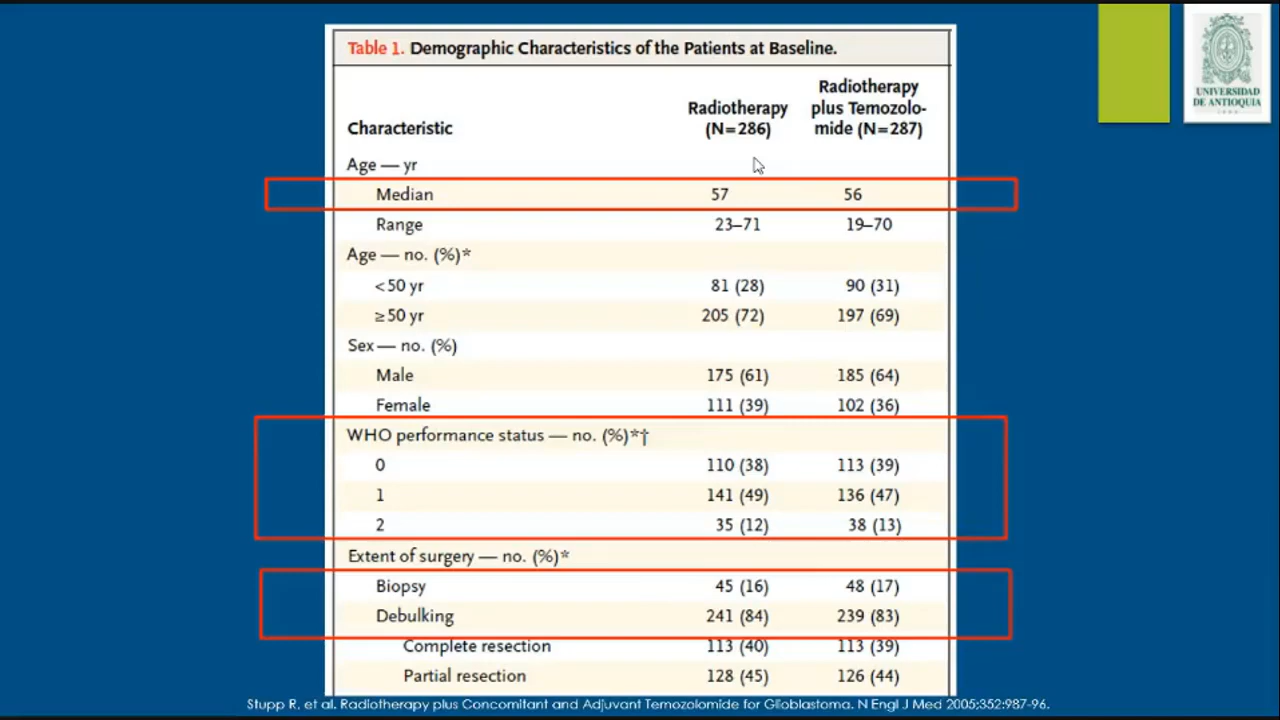 Table 1. Demographic Characteristics of the Patients at Baseline.
Characteristic Radiotherapy (N=286) Radiotherapy plus Temozolo-mide (N=287)
Age — yr
Median 57 56
Range 23–71 19–70
Age — no. (%)*
<50 yr 81 (28) 90 (31)
≥50 yr 205 (72) 197 (69)
Sex — no. (%)
Male 175 (61) 185 (64)
Female 111 (39) 102 (36)
WHO performance status — no. (%)*†
0 110 (38) 113 (39)
1 141 (49) 136 (47)
2 35 (12) 38 (13)
Extent of surgery — no. (%)*
Biopsy 45 (16) 48 (17)
Debulking 241 (84) 239 (83)
Complete resection 113 (40) 113 (39)
Partial resection 128 (45) 126 (44)
Stupp R, et al. Radiotherapy plus Concomitant and Adjuvant Temozolomide for Glioblastoma. N Engl J Med 2005;352:987-96.
UNIVERSIDAD
DE ANTIOQUIA